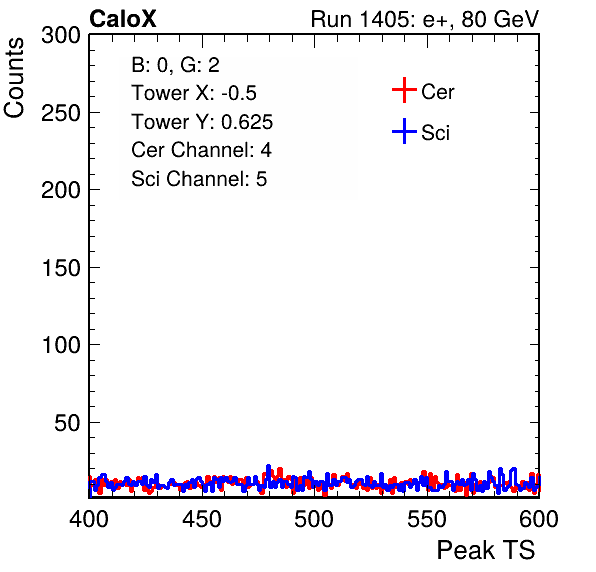 CaloX Run 1405: e+, 80 GeV
Counts
300
250
200
150
100
50
B: 0, G: 2
Tower X: -0.5
Tower Y: 0.625
Cer Channel: 4
Sci Channel: 5
Cer
Sci
400 450 500 550 600
Peak TS